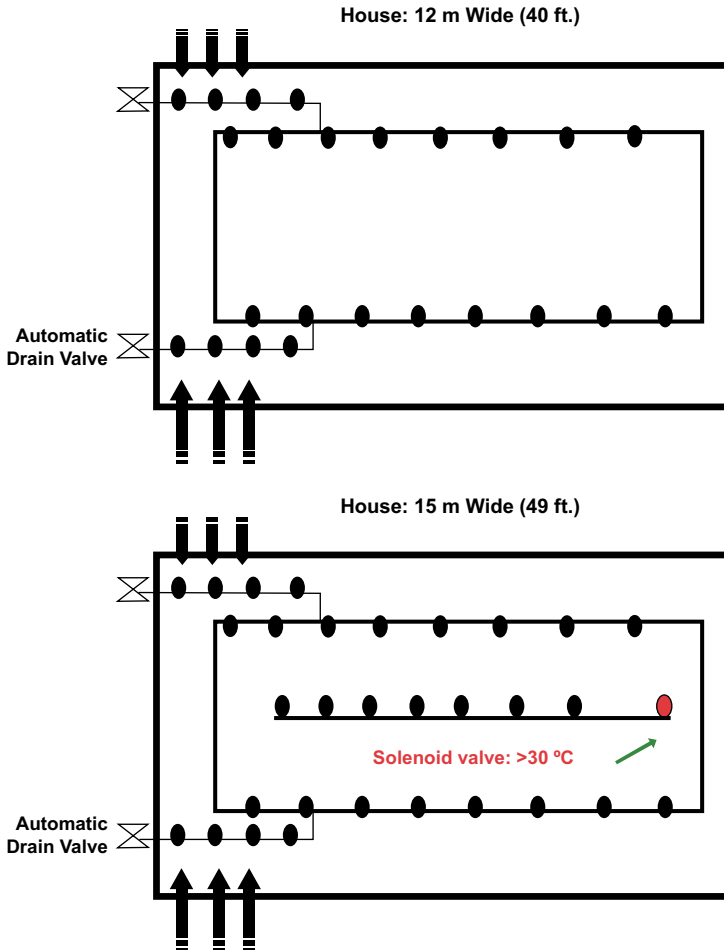 House: 12 m Wide (40 ft.)
Automatic
Drain Valve
House: 15 m Wide (49 ft.)
Solenoid valve: >30 ºC
Automatic
Drain Valve